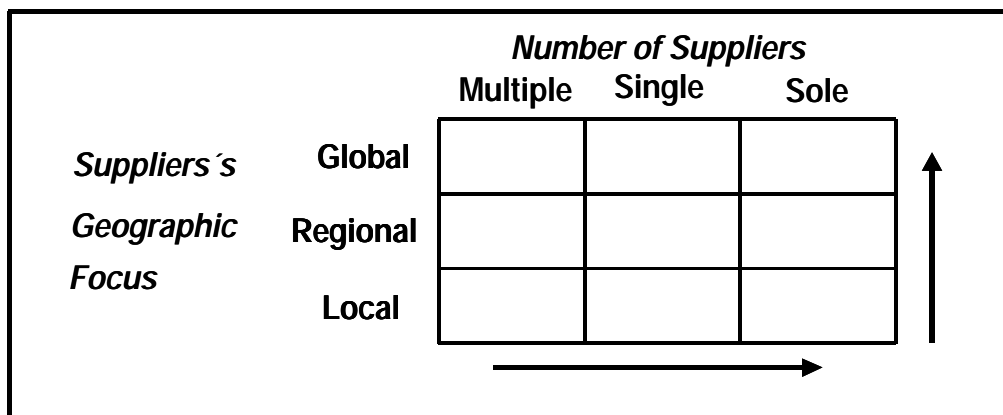 Number of Suppliers
Multiple Single Sole
Suppliers´s
Geographic
Focus
Global
Regional
Local